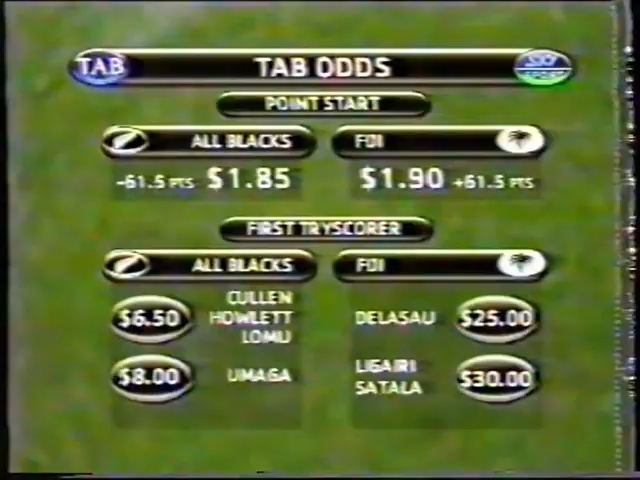 TAB
TAB ODDS
SKY SPORT
POINT START
ALL BLACKS
FIJI
-61.5 PTS $1.85
$1.90 +61.5 PTS
FIRST TRYSCORER
ALL BLACKS
FIJI
$6.50
CULLEN
HOWLETT
LOMU
DELASAU
$25.00
$8.00
UMAGA
LIGAIRI
SATALA
$30.00